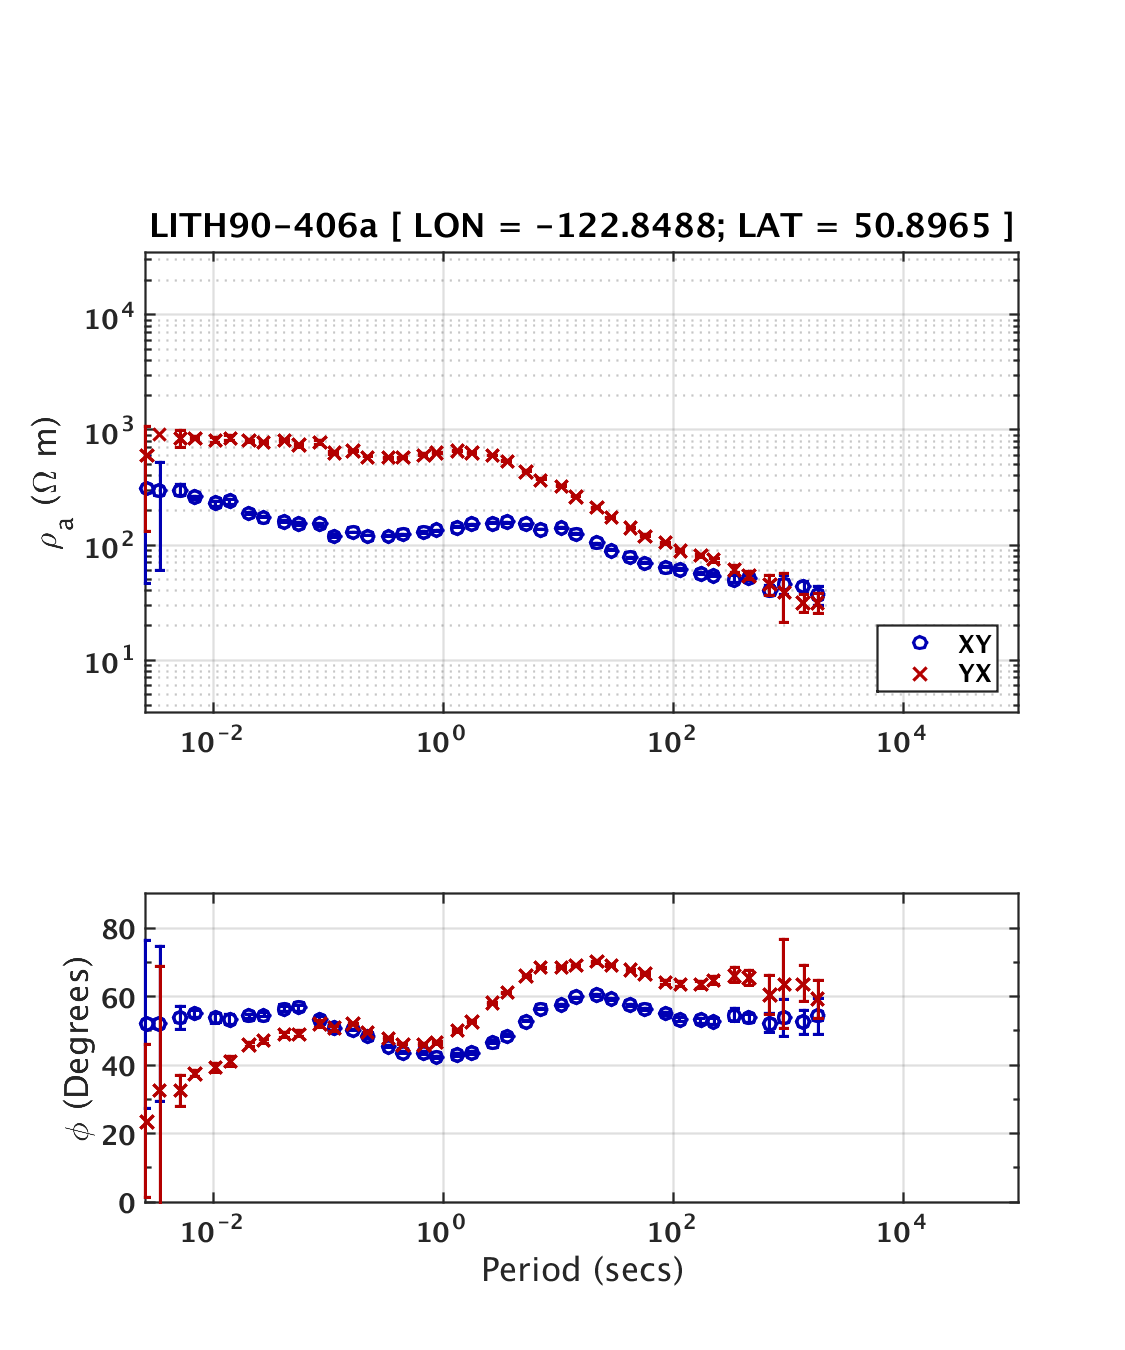 LITH90-406a [ LON = -122.8488; LAT = 50.8965 ]
10^4
10^3
10^2
10^1
ρ_a (Ω m)
XY
YX
10^-2 10^0 10^2 10^4
80
60
40
20
0
ϕ (Degrees)
10^-2 10^0 10^2 10^4
Period (secs)